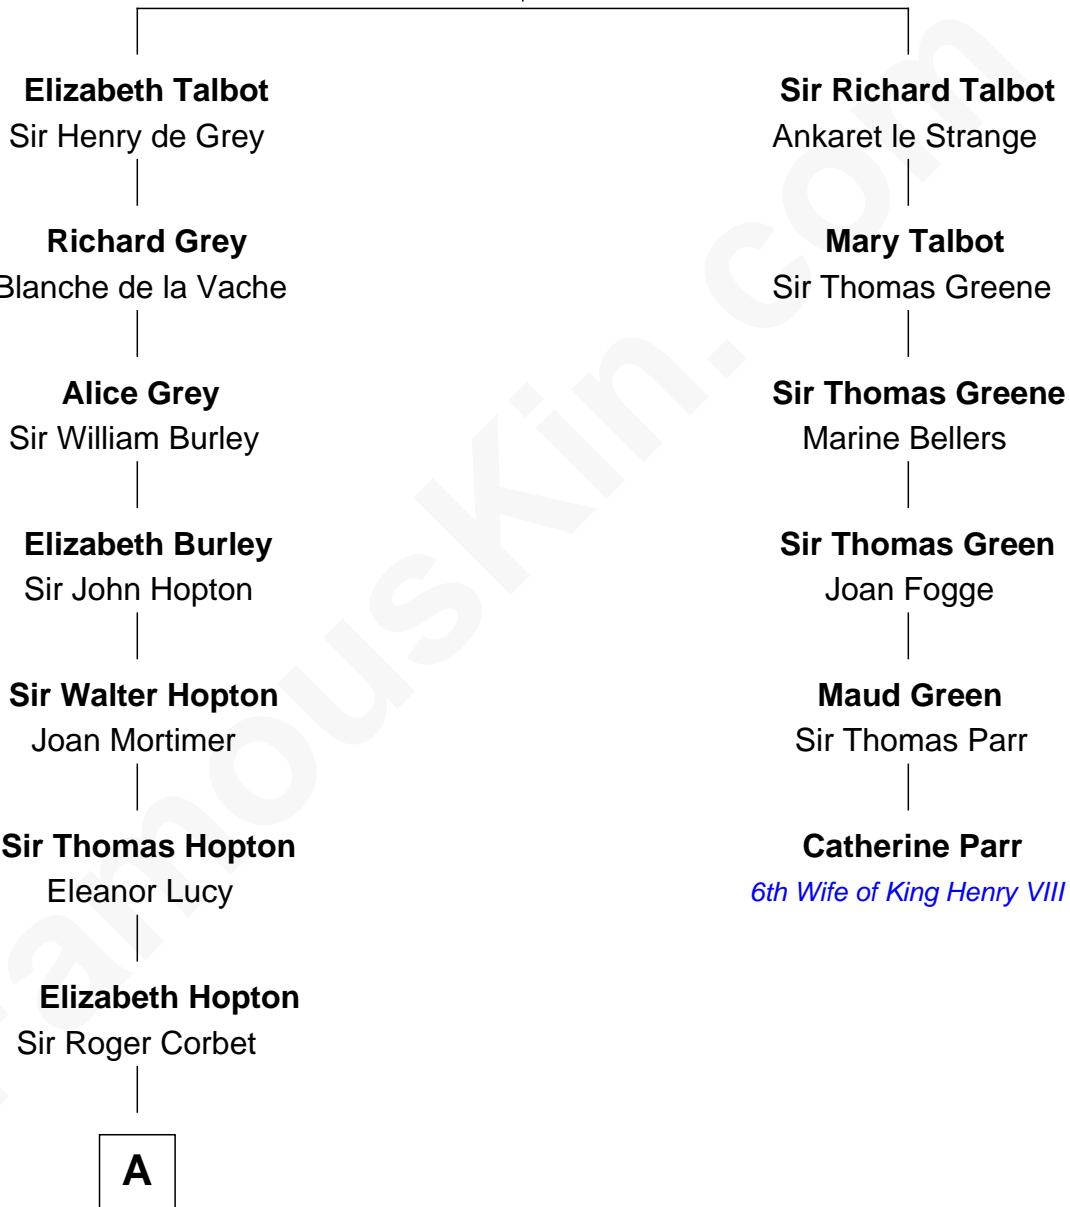 Elizabeth Talbot
Sir Henry de Grey
Richard Grey
Blanche de la Vache
Alice Grey
Sir William Burley
Elizabeth Burley
Sir John Hopton
Sir Walter Hopton
Joan Mortimer
Sir Thomas Hopton
Eleanor Lucy
Elizabeth Hopton
Sir Roger Corbet
A
Sir Richard Talbot
Ankaret le Strange
Mary Talbot
Sir Thomas Greene
Sir Thomas Greene
Marine Bellers
Sir Thomas Green
Joan Fogge
Maud Green
Sir Thomas Parr
Catherine Parr
6th Wife of King Henry VIII
FamousKin.com